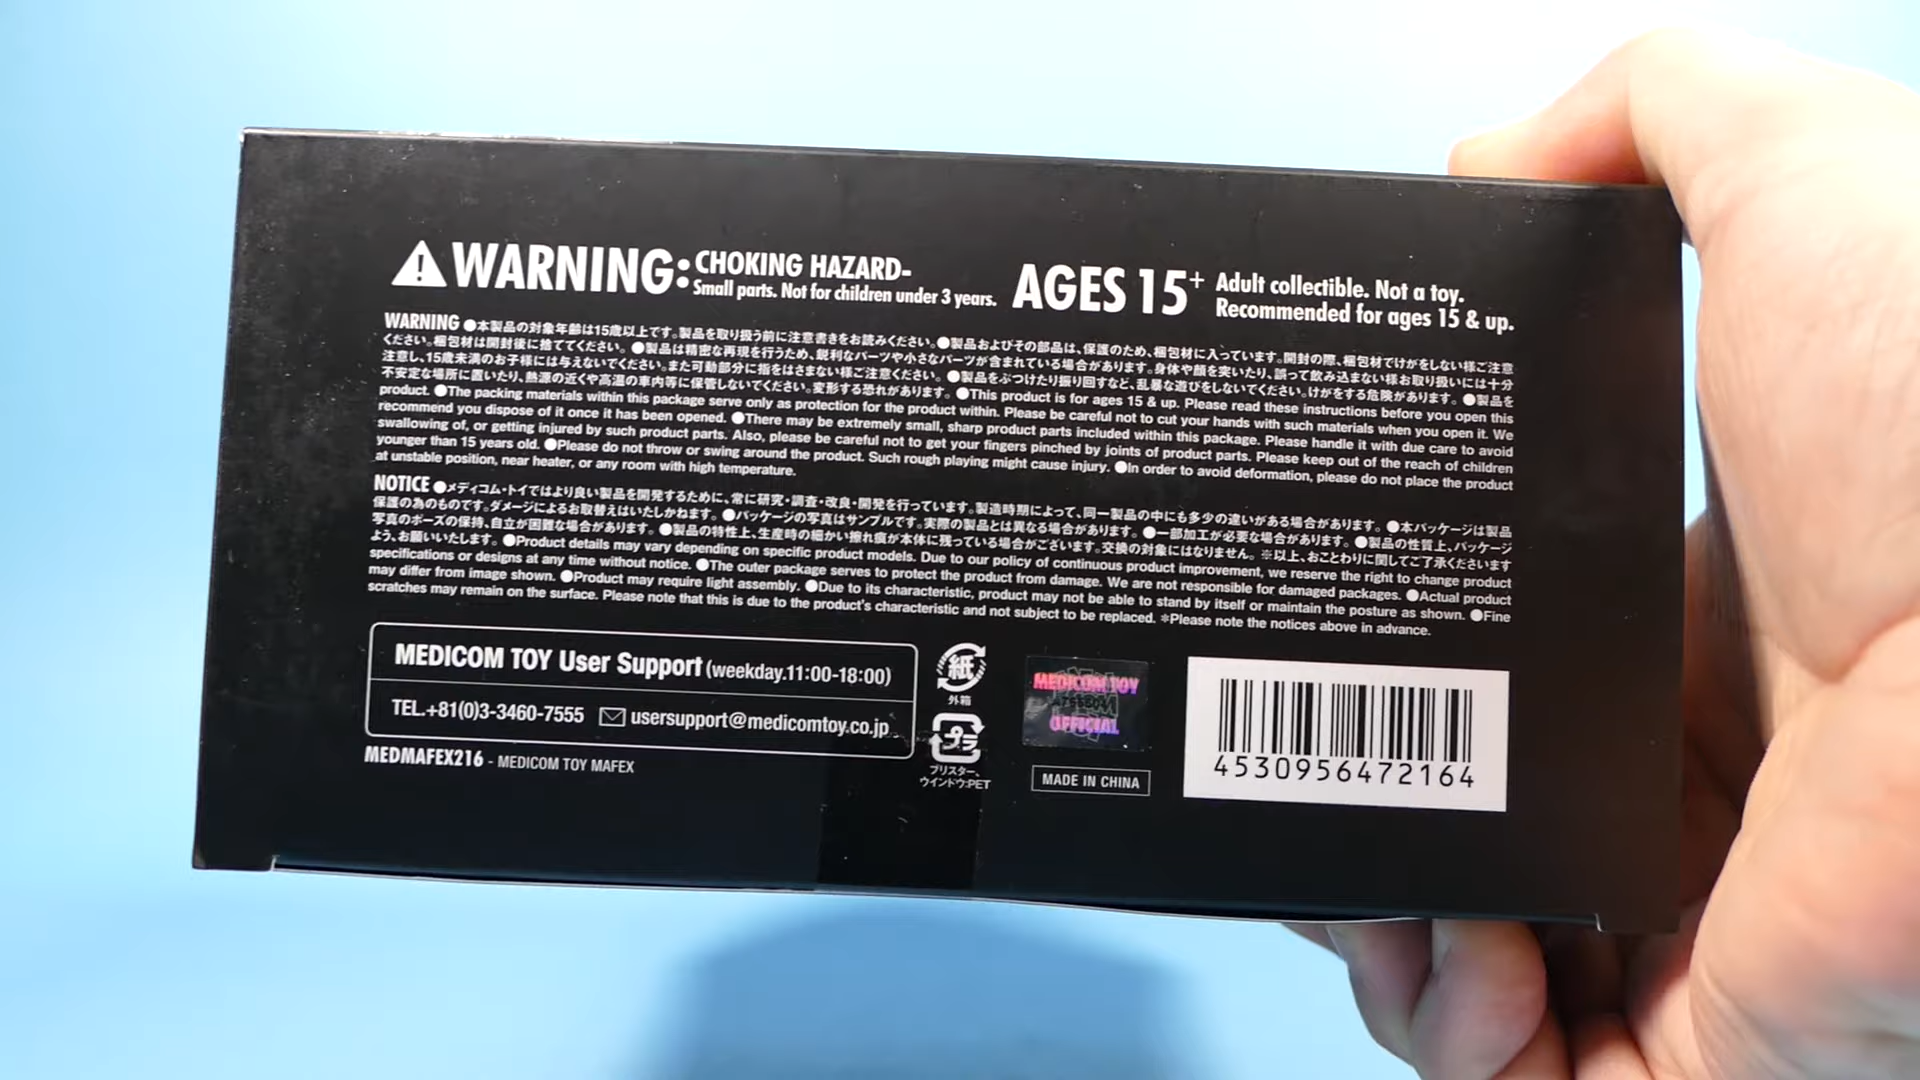 WARNING: CHOKING HAZARD-
Small parts. Not for children under 3 years.
AGES 15+ Adult collectible. Not a toy.
Recommended for ages 15 & up.
WARNING ●本製品の対象年齢は15歳以上です。製品を取り扱う前に注意書きをお読みください。●製品およびその部品は、保護のため、梱包材に入っています。開封の際、梱包材でけがをしない様ご注意
ください。梱包材は開封後に捨ててください。●製品は精密な再現を行うため、鋭利なパーツや小さなパーツが含まれている場合があります。身体や顔を突いたり、誤って飲み込まない様お取り扱いには十分
注意し、15歳未満のお子様には与えないでください。また可動部分に指をはさまない様ご注意ください。●製品をぶつけたり振り回すなど、乱暴な遊びをしないでください。けがをする危険があります。●製品を
不安定な場所に置いたり、熱源の近くや高温の車内等に保管しないでください。変形する恐れがあります。●This product is for ages 15 & up. Please read these instructions before you open this
product. ●The packing materials within this package serve only as protection for the product within. Please be careful not to cut your hands with such materials when you open it. We
recommend you dispose of it once it has been opened. ●There may be extremely small, sharp product parts included within this package. Please handle it with due care to avoid
swallowing of, or getting injured by such product parts. Also, please be careful not to get your fingers pinched by joints of product parts. Please keep out of the reach of children
younger than 15 years old. ●Please do not throw or swing around the product. Such rough playing might cause injury. ●In order to avoid deformation, please do not place the product
at unstable position, near heater, or any room with high temperature.
NOTICE ●メディコム・トイではより良い製品を開発するために、常に研究・調査・改良・開発を行っています。製造時期によって、同一製品の中にも多少の違いがある場合があります。●本パッケージは製品
保護の為のものです。ダメージによるお取替えはいたしかねます。●パッケージの写真はサンプルです。実際の製品とは異なる場合があります。●一部加工が必要な場合があります。●製品の性質上、パッケージ
写真のポーズの保持、自立が困難な場合があります。●製品の特性上、生産時の細かい擦れ痕が本体に残っている場合がございます。交換の対象にはなりません。※以上、おことわりに関してご了承くださいます
よう、お願いいたします。●Product details may vary depending on specific product models. Due to our policy of continuous product improvement, we reserve the right to change product
specifications or designs at any time without notice. ●The outer package serves to protect the product from damage. We are not responsible for damaged packages. ●Actual product
may differ from image shown. ●Product may require light assembly. ●Due to its characteristic, product may not be able to stand by itself or maintain the posture as shown. ●Fine
scratches may remain on the surface. Please note that this is due to the product's characteristic and not subject to be replaced. *Please note the notices above in advance.
MEDICOM TOY User Support (weekday.11:00-18:00)
TEL.+81(0)3-3460-7555 usersupport@medicomtoy.co.jp
MEDMAFEX216 - MEDICOM TOY MAFEX
紙
外箱
プラ
ブリスター、
ウインドウ:PET
MEDICOM TOY
OFFICIAL
MADE IN CHINA
4530956472164